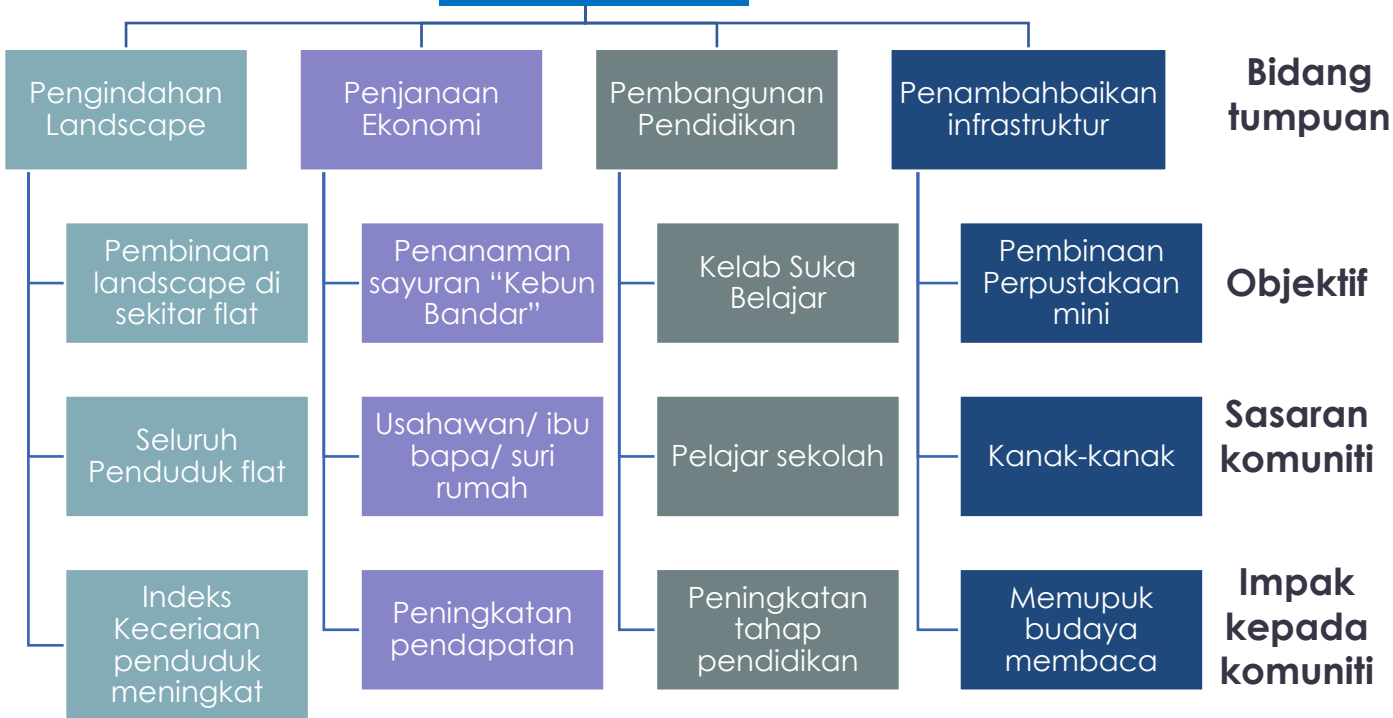 Pengindahan
Landscape
Penjanaan
Ekonomi
Pembangunan
Pendidikan
Penambahbaikan
infrastruktur
Bidang
tumpuan
Pembinaan
landscape di
sekitar flat
Penanaman
sayuran “Kebun
Bandar”
Kelab Suka
Belajar
Pembinaan
Perpustakaan
mini
Objektif
Seluruh
Penduduk flat
Usahawan/ ibu
bapa/ suri
rumah
Pelajar sekolah
Kanak-kanak
Sasaran
komuniti
Indeks
Keceriaan
penduduk
meningkat
Peningkatan
pendapatan
Peningkatan
tahap
pendidikan
Memupuk
budaya
membaca
Impak
kepada
komuniti